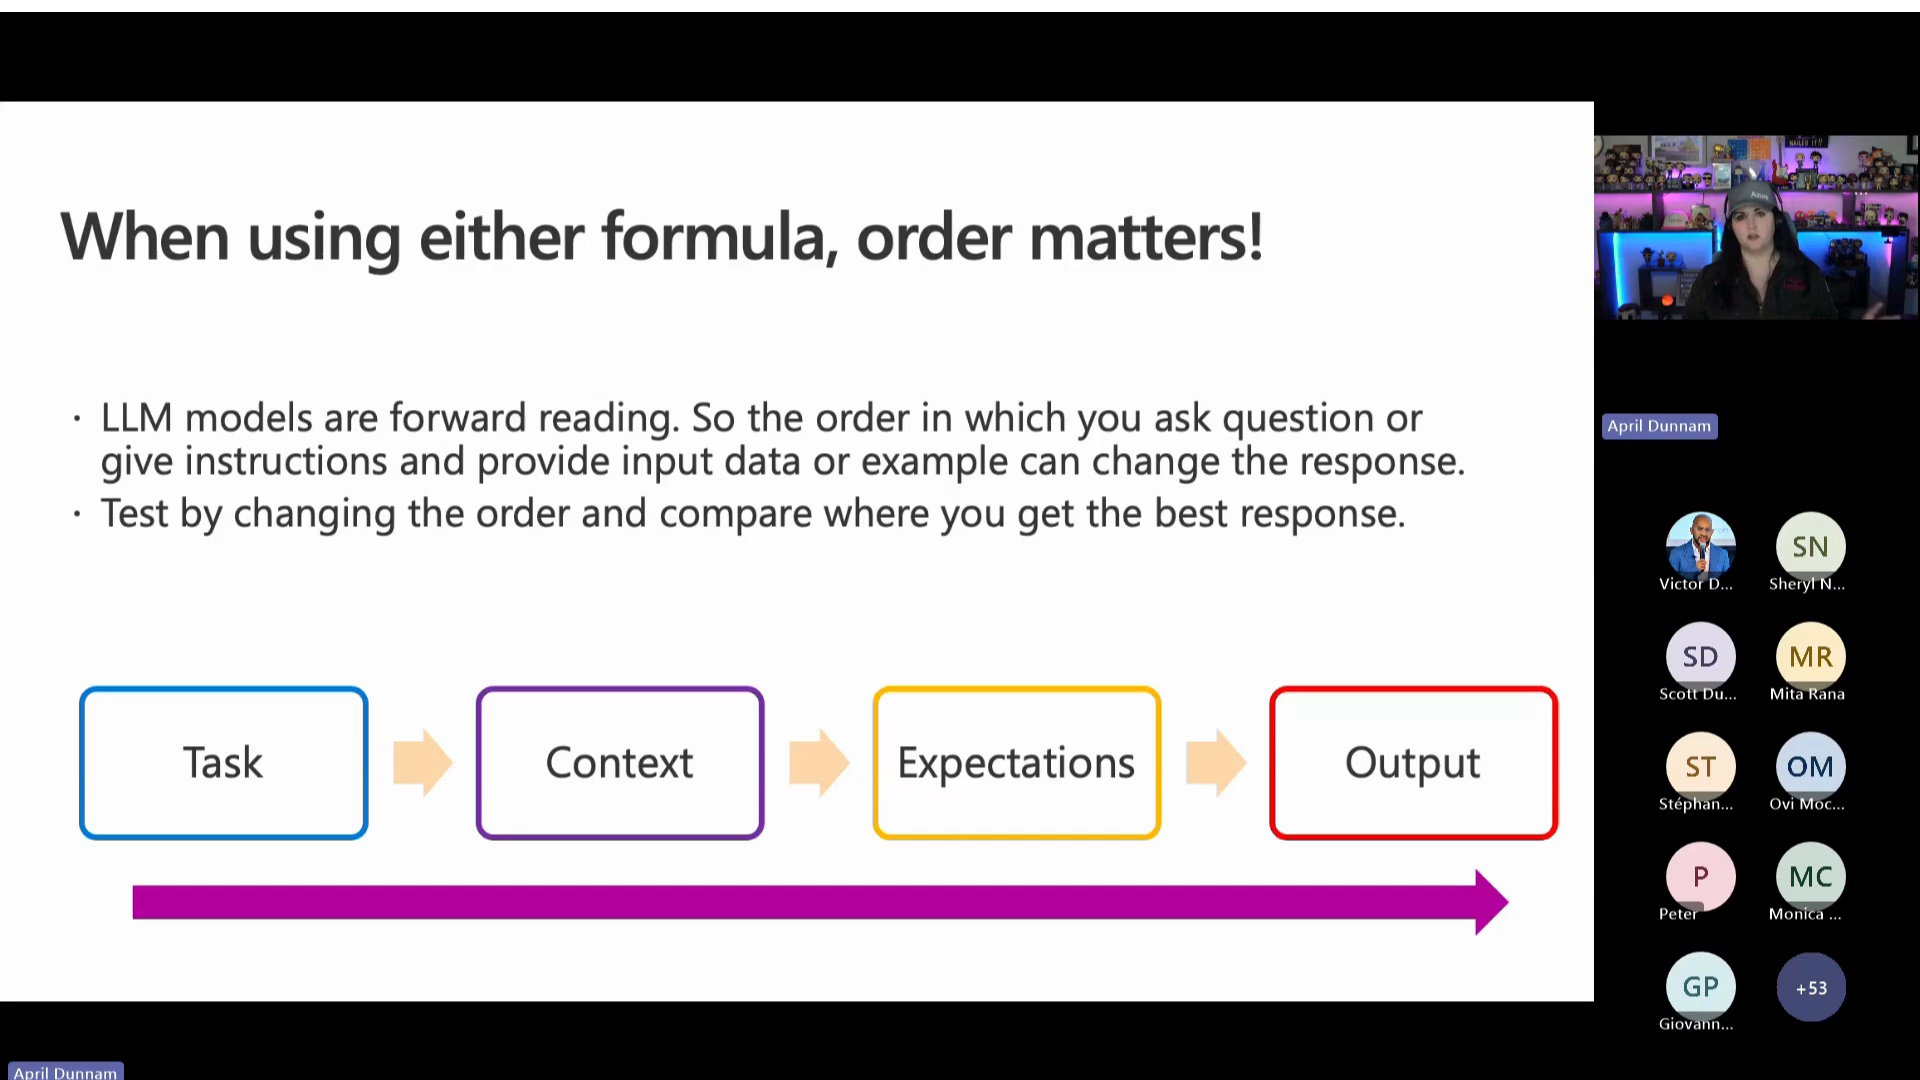 When using either formula, order matters!
· LLM models are forward reading. So the order in which you ask question or
give instructions and provide input data or example can change the response.
· Test by changing the order and compare where you get the best response.
Task
Context
Expectations
Output
NAILED IT!!
April Dunnam
Victor D...
SN
Sheryl N...
SD
Scott Du...
MR
Mita Rana
ST
Stéphan...
OM
Ovi Moc...
P
Peter
MC
Monica ...
GP
Giovann...
+53
April Dunnam